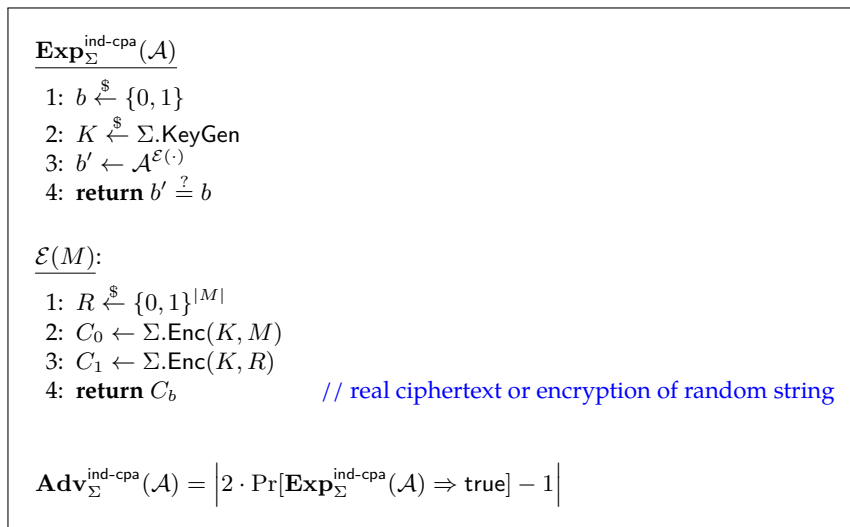 𝐄𝐱𝐩_Σ^{ind-cpa}(𝒜)
1: b ←$ {0, 1}
2: K ←$ Σ.KeyGen
3: b′ ← 𝒜^{ℰ(·)}
4: return b′ ≟ b
ℰ(M):
1: R ←$ {0, 1}^{|M|}
2: C₀ ← Σ.Enc(K, M)
3: C₁ ← Σ.Enc(K, R)
4: return C_b // real ciphertext or encryption of random string
𝐀𝐝𝐯_Σ^{ind-cpa}(𝒜) = |2 · Pr[𝐄𝐱𝐩_Σ^{ind-cpa}(𝒜) ⇒ true] − 1|